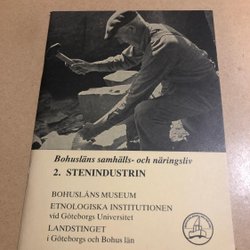 Bohusläns samhälls- och näringsliv
2. STENINDUSTRIN
BOHUSLÄNS MUSEUM
ETNOLOGISKA INSTITUTIONEN
vid Göteborgs Universitet
LANDSTINGET
i Göteborgs och Bohus län